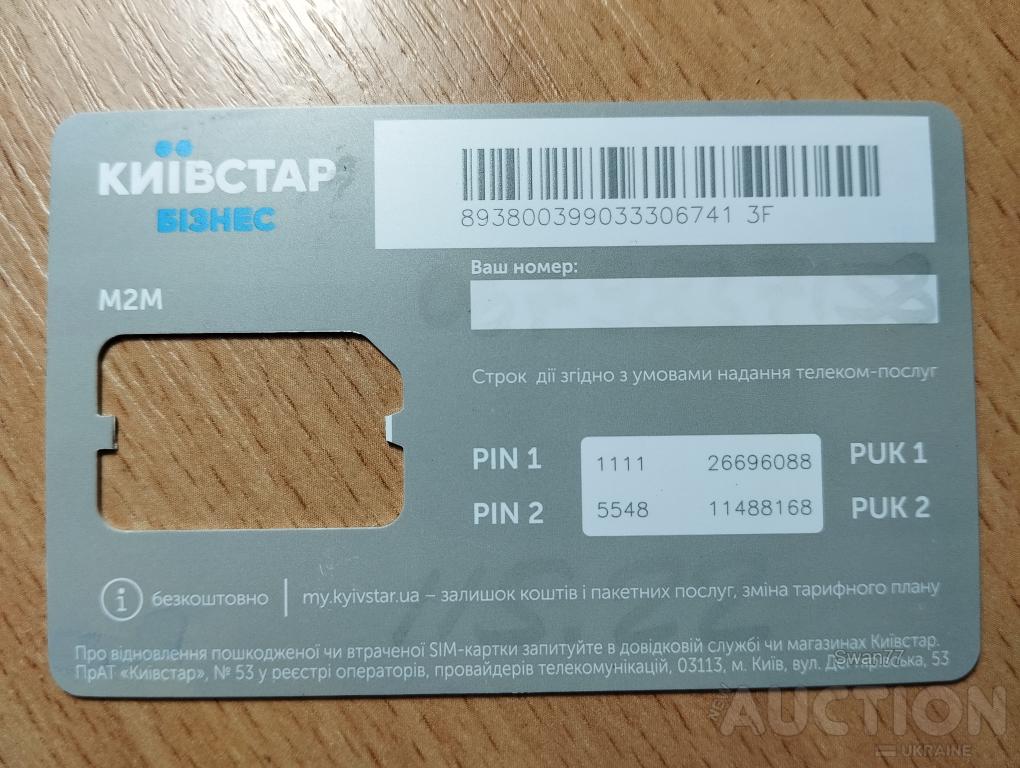 КИЇВСТАР
БІЗНЕС
893800399033306741 3F
Ваш номер:
M2M
Строк дії згідно з умовами надання телеком-послуг
PIN 1 1111 26696088 PUK 1
PIN 2 5548 11488168 PUK 2
безкоштовно my.kyivstar.ua – залишок коштів і пакетних послуг, зміна тарифного плану
Про відновлення пошкодженої чи втраченої SIM-картки запитуйте в довідковій службі чи магазинах Київстар.
ПрАТ «Київстар», № 53 у реєстрі операторів, провайдерів телекомунікацій, 03113, м. Київ, вул. Дегтярівська, 53
Swan77
NEW AUCTION
UKRAINE